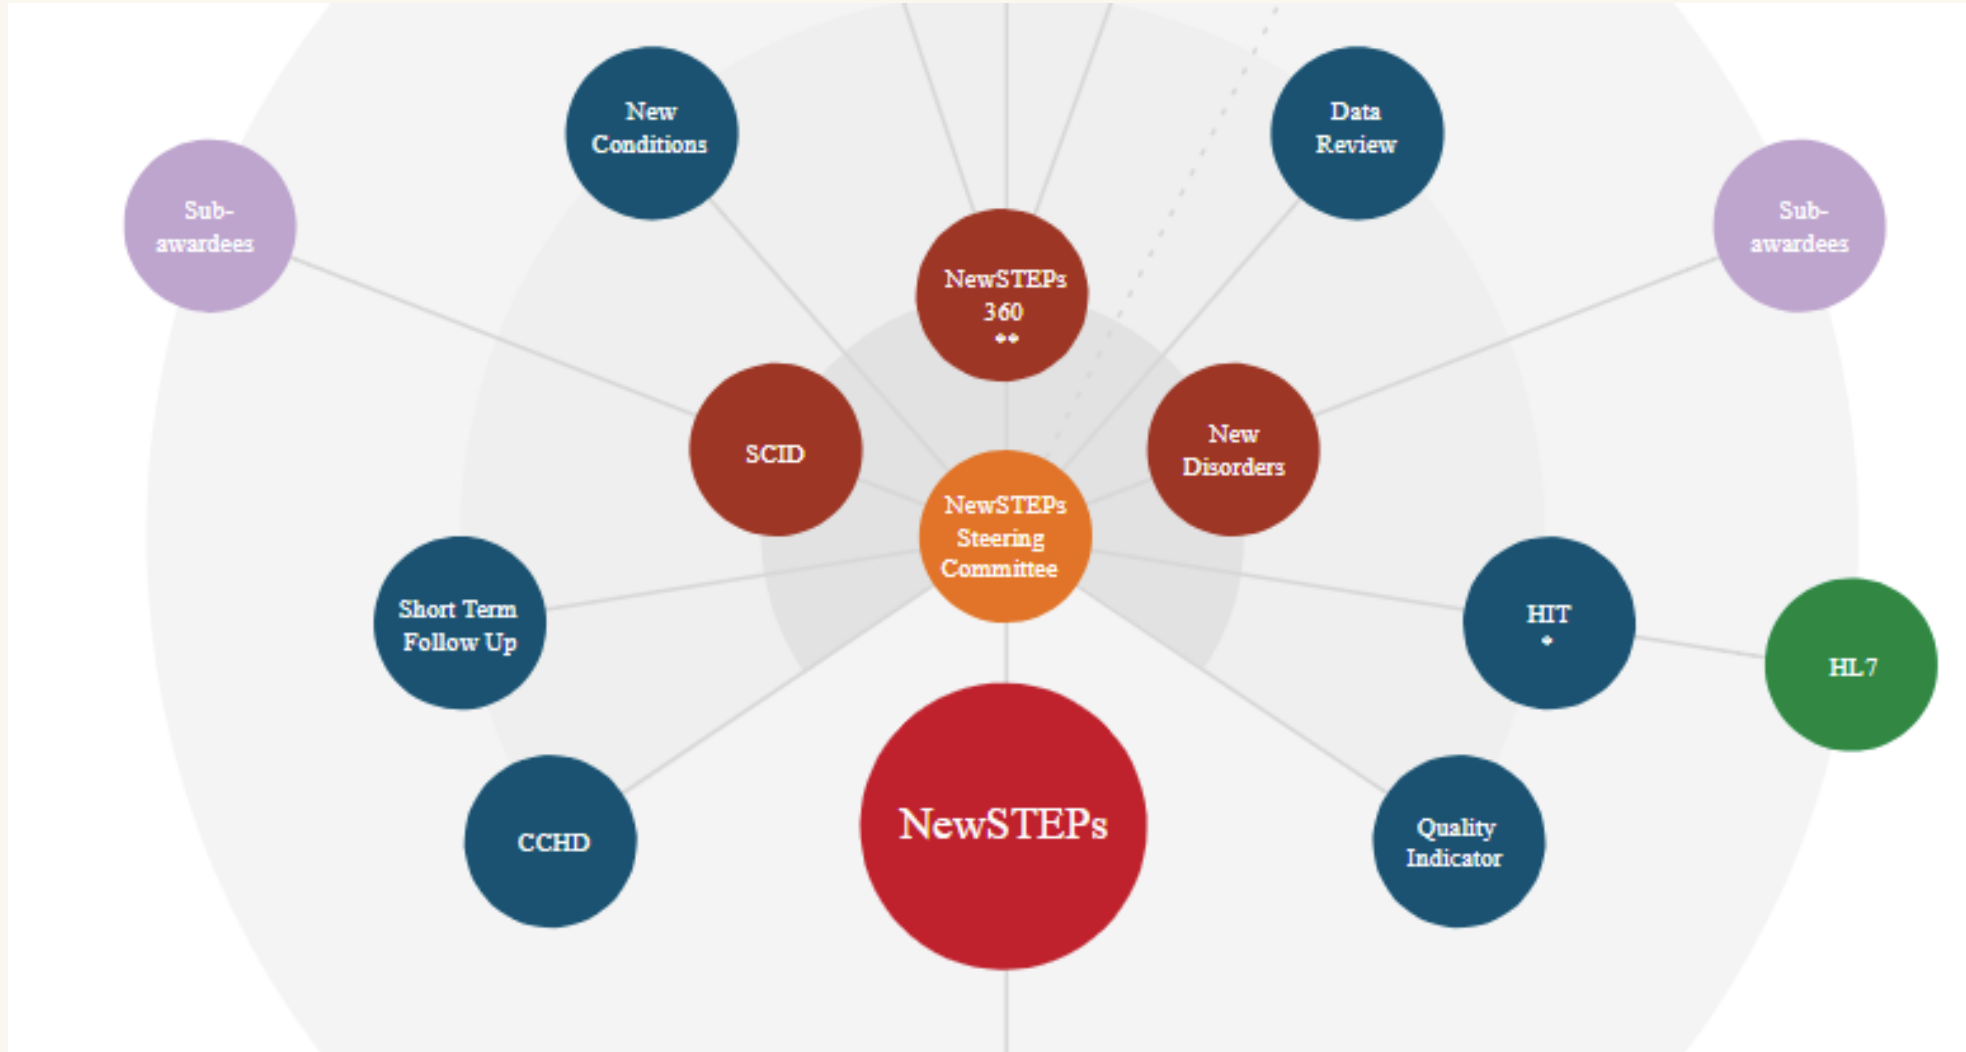 New
Conditions
Data
Review
Sub-
awardees
Sub-
awardees
NewSTEPs
360
**
SCID
New
Disorders
NewSTEPs
Steering
Committee
Short Term
Follow Up
HIT
*
HL7
CCHD
NewSTEPs
Quality
Indicator